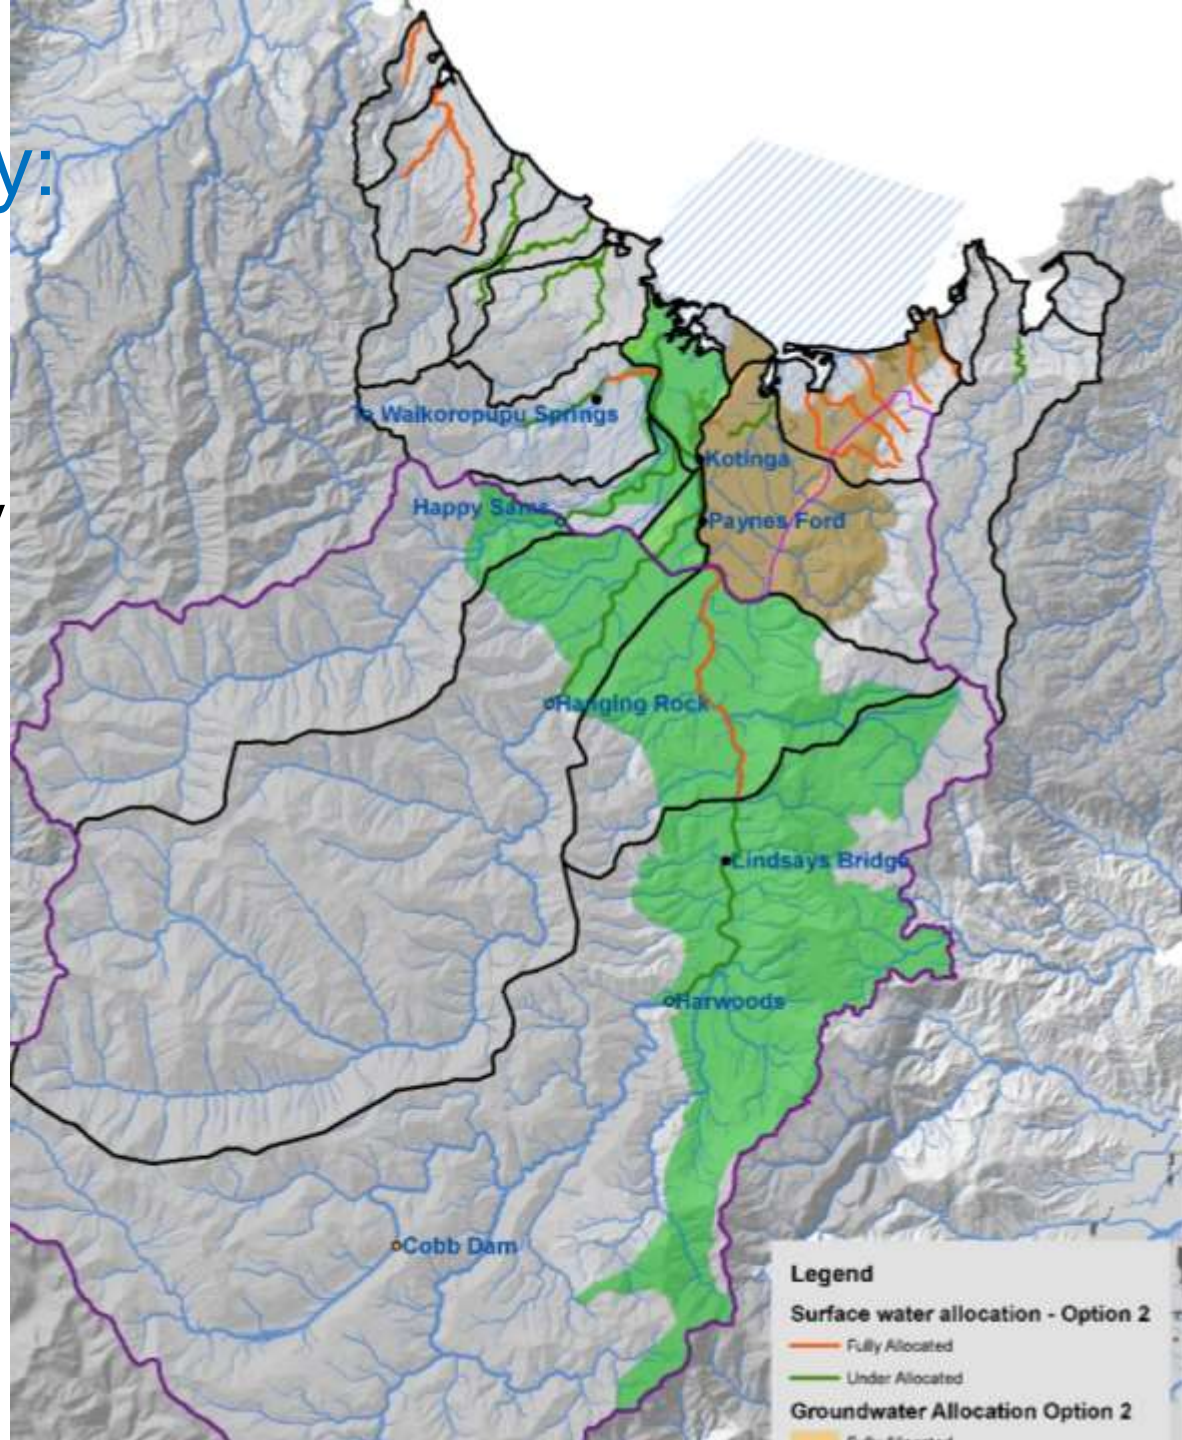 y:
y
To Waikoropupu Springs
Kotinga
Happy Sams
Paynes Ford
Hanging Rock
Lindsays Bridge
Harwoods
Cobb Dam
Legend
Surface water allocation - Option 2
Fully Allocated
Under Allocated
Groundwater Allocation Option 2